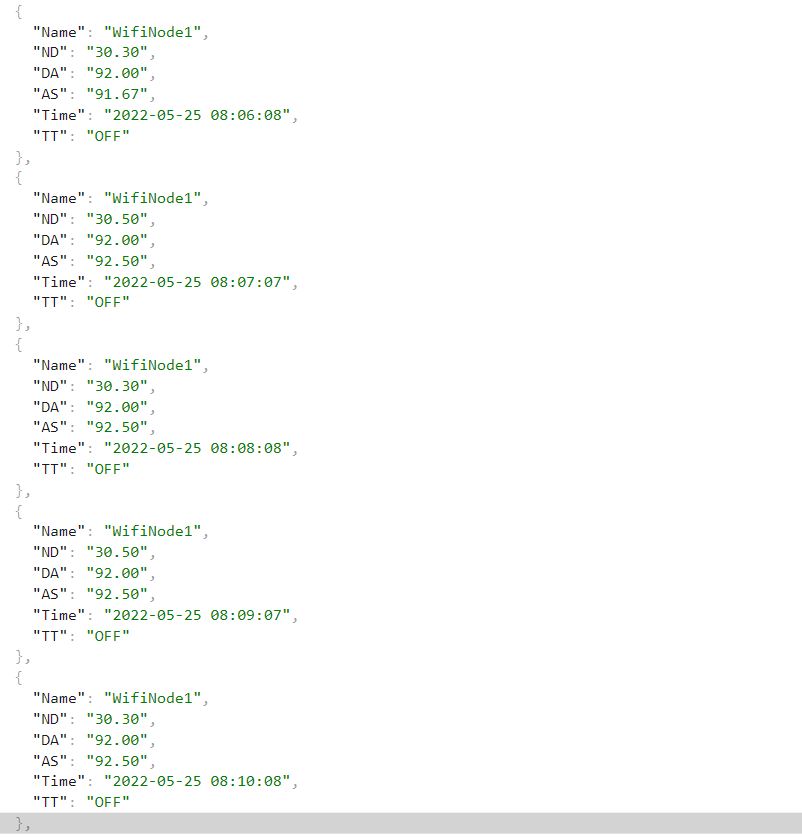 {
"Name": "WifiNode1",
"ND": "30.30",
"DA": "92.00",
"AS": "91.67",
"Time": "2022-05-25 08:06:08",
"TT": "OFF"
},
{
"Name": "WifiNode1",
"ND": "30.50",
"DA": "92.00",
"AS": "92.50",
"Time": "2022-05-25 08:07:07",
"TT": "OFF"
},
{
"Name": "WifiNode1",
"ND": "30.30",
"DA": "92.00",
"AS": "92.50",
"Time": "2022-05-25 08:08:08",
"TT": "OFF"
},
{
"Name": "WifiNode1",
"ND": "30.50",
"DA": "92.00",
"AS": "92.50",
"Time": "2022-05-25 08:09:07",
"TT": "OFF"
},
{
"Name": "WifiNode1",
"ND": "30.30",
"DA": "92.00",
"AS": "92.50",
"Time": "2022-05-25 08:10:08",
"TT": "OFF"
},